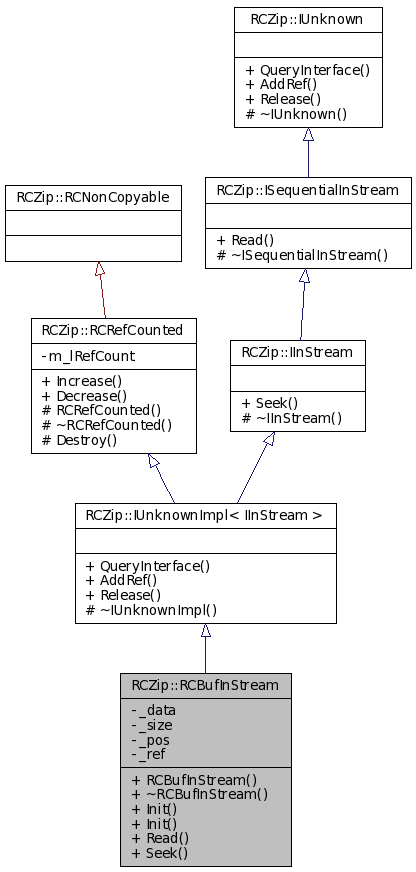 RCZip::IUnknown
+ QueryInterface()
+ AddRef()
+ Release()
# ~IUnknown()
RCZip::RCNonCopyable
RCZip::ISequentialInStream
+ Read()
# ~ISequentialInStream()
RCZip::RCRefCounted
- m_lRefCount
+ Increase()
+ Decrease()
# RCRefCounted()
# ~RCRefCounted()
# Destroy()
RCZip::IInStream
+ Seek()
# ~IInStream()
RCZip::IUnknownImpl< IInStream >
+ QueryInterface()
+ AddRef()
+ Release()
# ~IUnknownImpl()
RCZip::RCBufInStream
- _data
- _size
- _pos
- _ref
+ RCBufInStream()
+ ~RCBufInStream()
+ Init()
+ Init()
+ Read()
+ Seek()